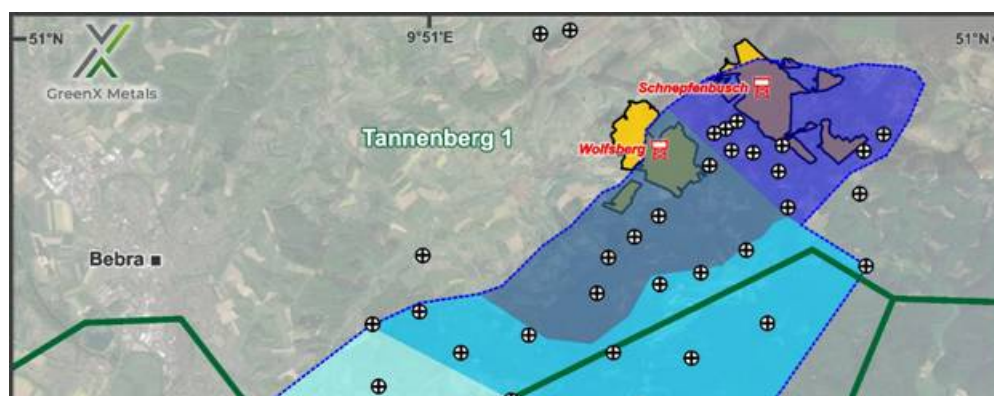 51°N
9°51'E
51°N
GreenX Metals
Schnepfenbusch
Tannenberg 1
Wolfsberg
Bebra